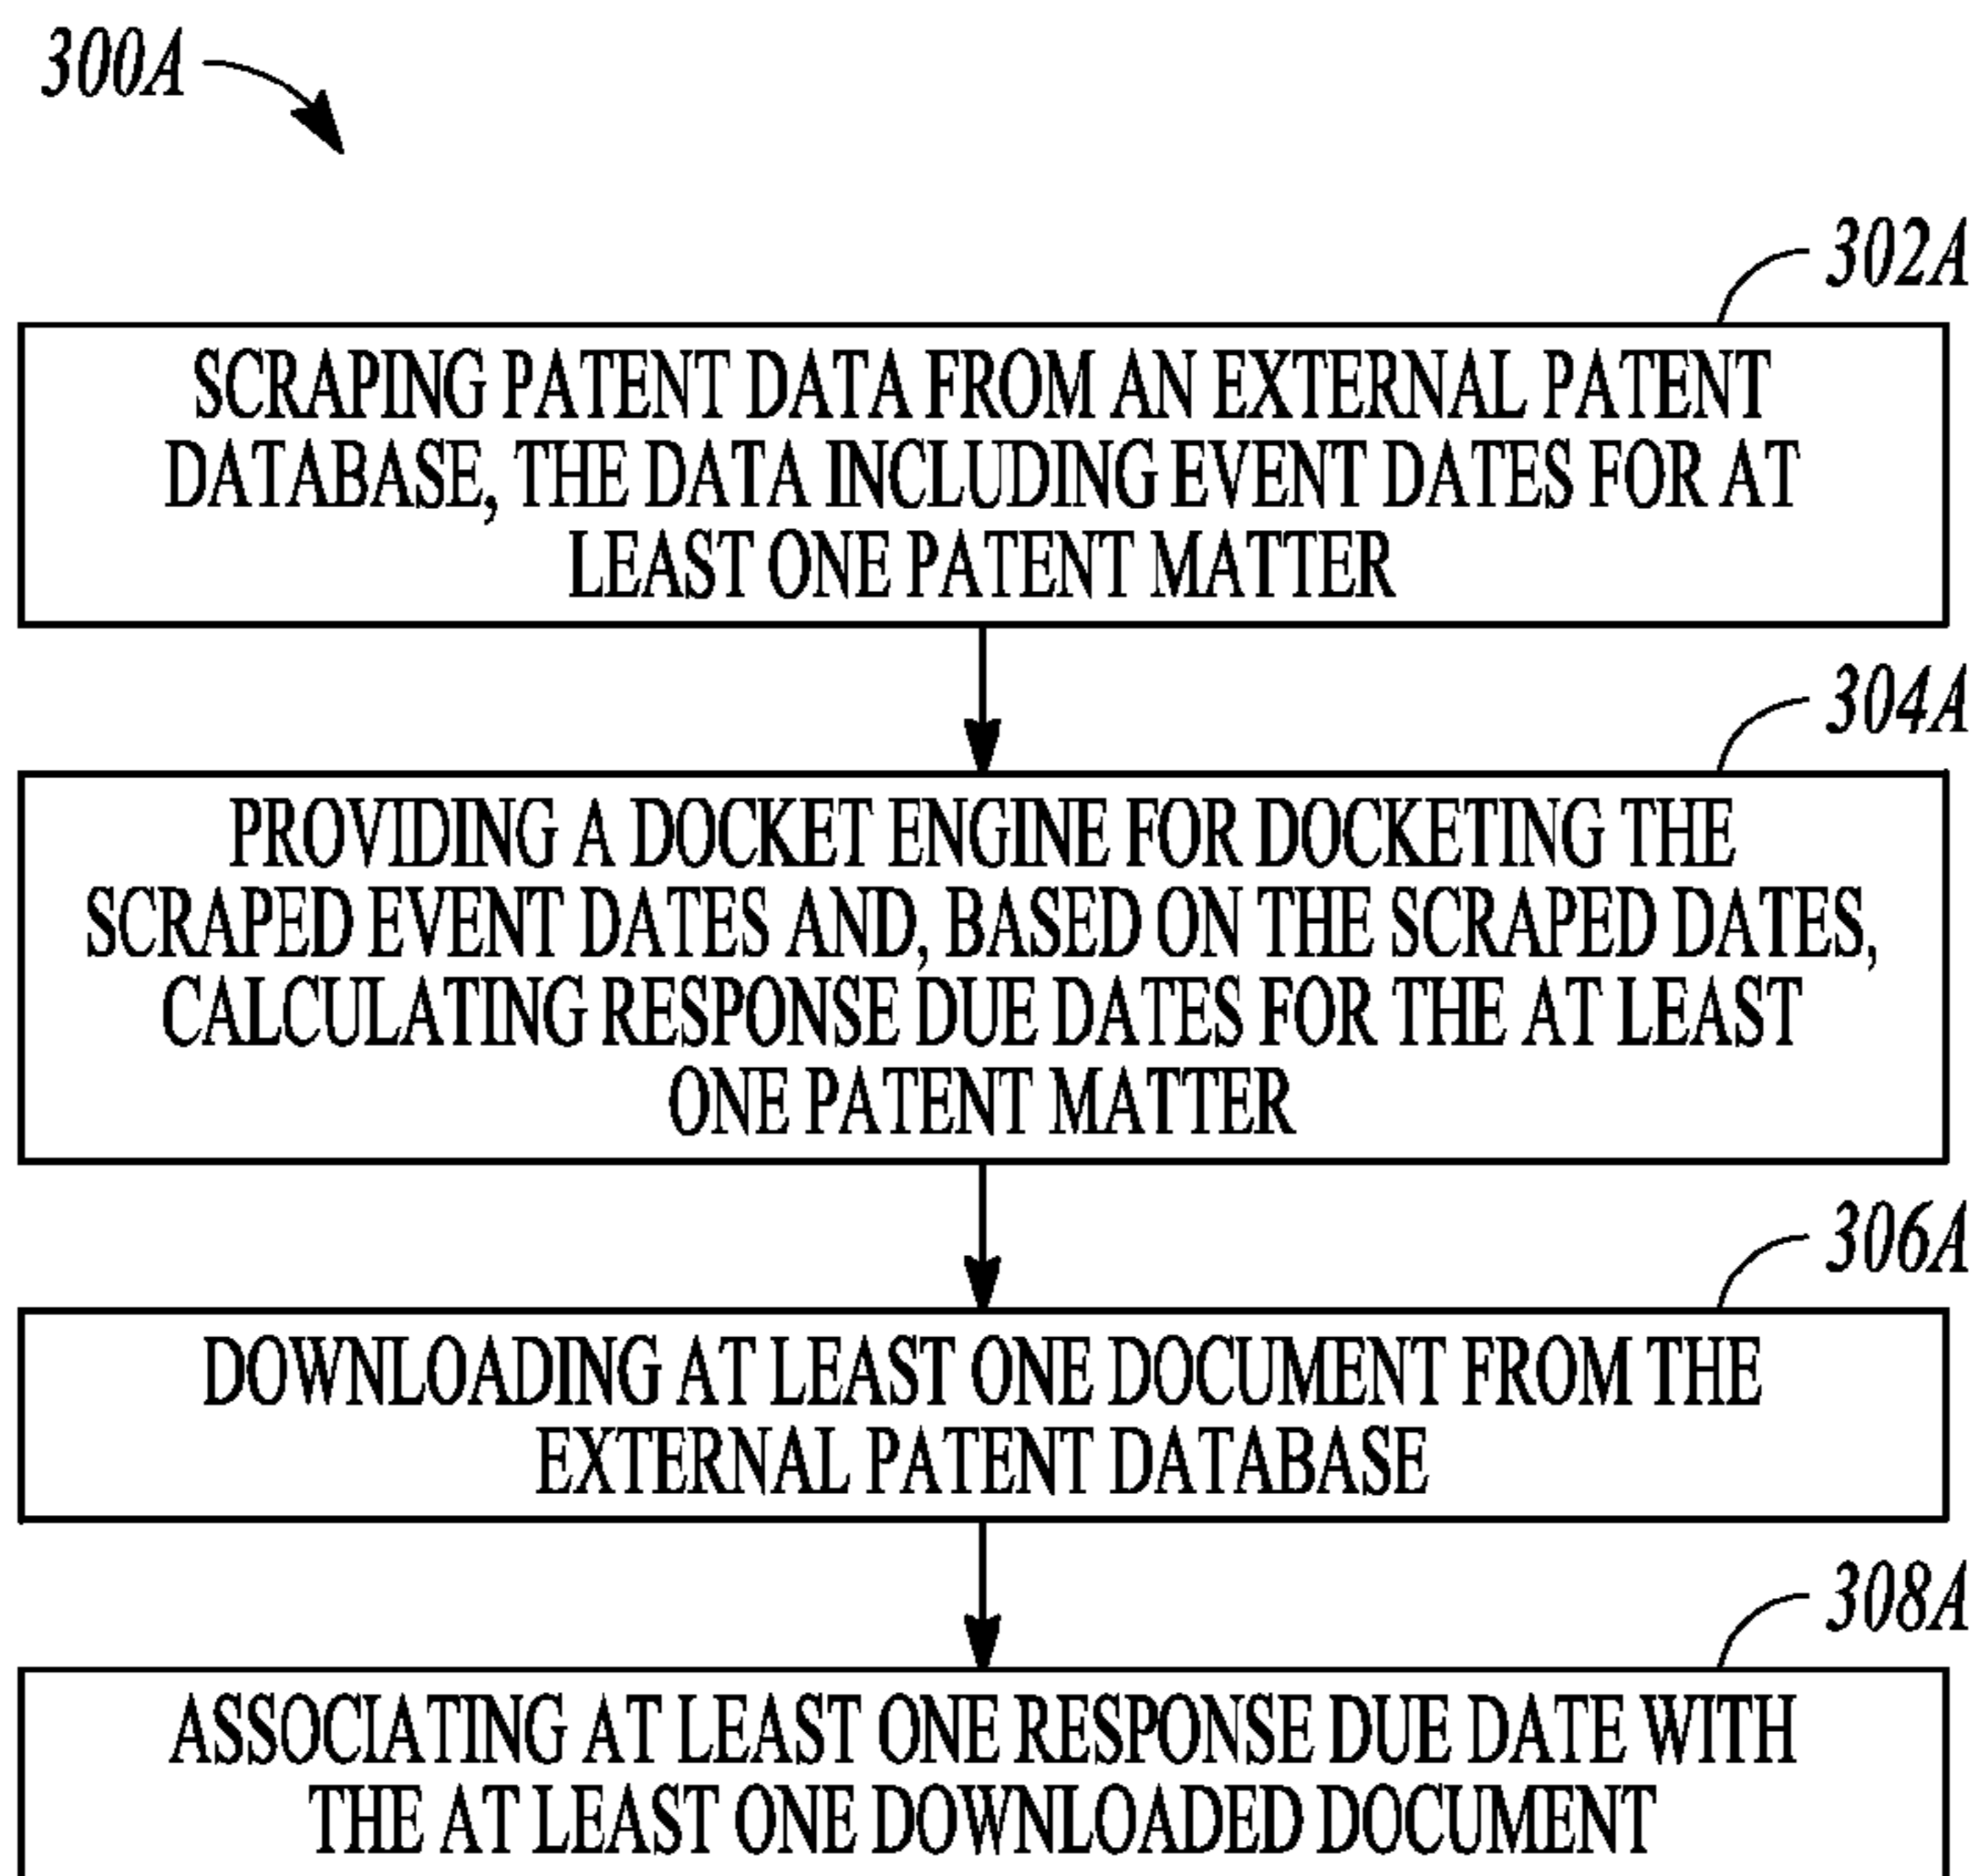 300A
302A
SCRAPING PATENT DATA FROM AN EXTERNAL PATENT
DATABASE, THE DATA INCLUDING EVENT DATES FOR AT
LEAST ONE PATENT MATTER
304A
PROVIDING A DOCKET ENGINE FOR DOCKETING THE
SCRAPED EVENT DATES AND, BASED ON THE SCRAPED DATES,
CALCULATING RESPONSE DUE DATES FOR THE AT LEAST
ONE PATENT MATTER
306A
DOWNLOADING AT LEAST ONE DOCUMENT FROM THE
EXTERNAL PATENT DATABASE
308A
ASSOCIATING AT LEAST ONE RESPONSE DUE DATE WITH
THE AT LEAST ONE DOWNLOADED DOCUMENT